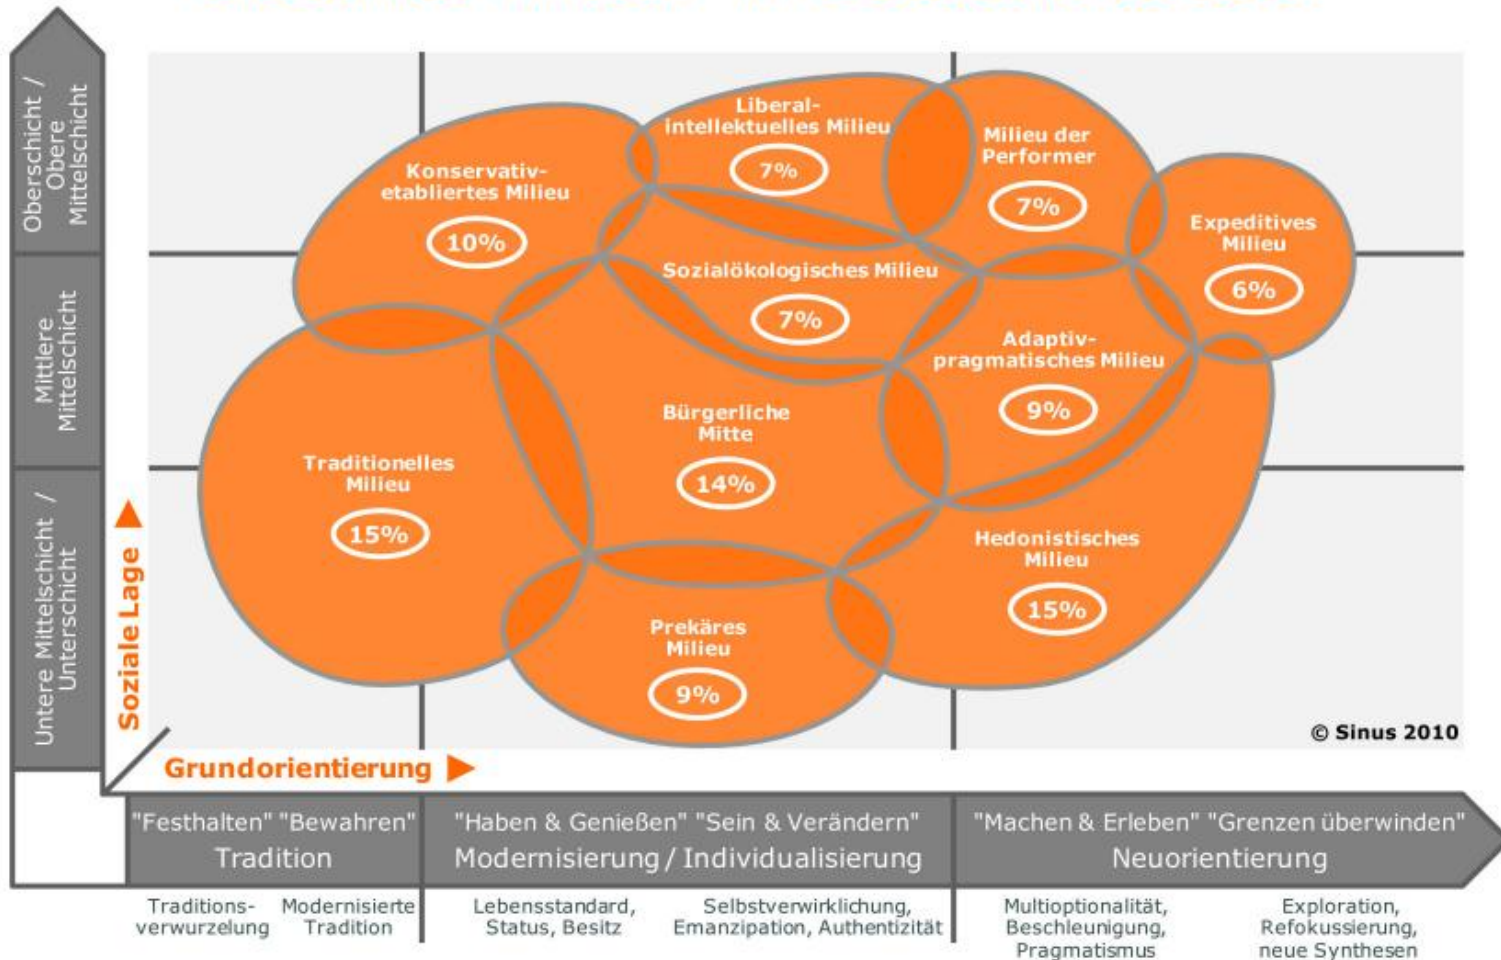 Oberschicht /
Obere
Mittelschicht
Mittlere
Mittelschicht
Untere Mittelschicht /
Unterschicht
Soziale Lage ▶
Konservativ-
etabliertes Milieu
10%
Liberal-
intellektuelles Milieu
7%
Milieu der
Performer
7%
Expeditives
Milieu
6%
Sozialökologisches Milieu
7%
Adaptiv-
pragmatisches Milieu
9%
Bürgerliche
Mitte
14%
Traditionelles
Milieu
15%
Hedonistisches
Milieu
15%
Prekäres
Milieu
9%
© Sinus 2010
Grundorientierung ▶
"Festhalten" "Bewahren"
Tradition
"Haben & Genießen" "Sein & Verändern"
Modernisierung / Individualisierung
"Machen & Erleben" "Grenzen überwinden"
Neuorientierung
Traditions-
verwurzelung
Modernisierte
Tradition
Lebensstandard,
Status, Besitz
Selbstverwirklichung,
Emanzipation, Authentizität
Multioptionalität,
Beschleunigung,
Pragmatismus
Exploration,
Refokussierung,
neue Synthesen